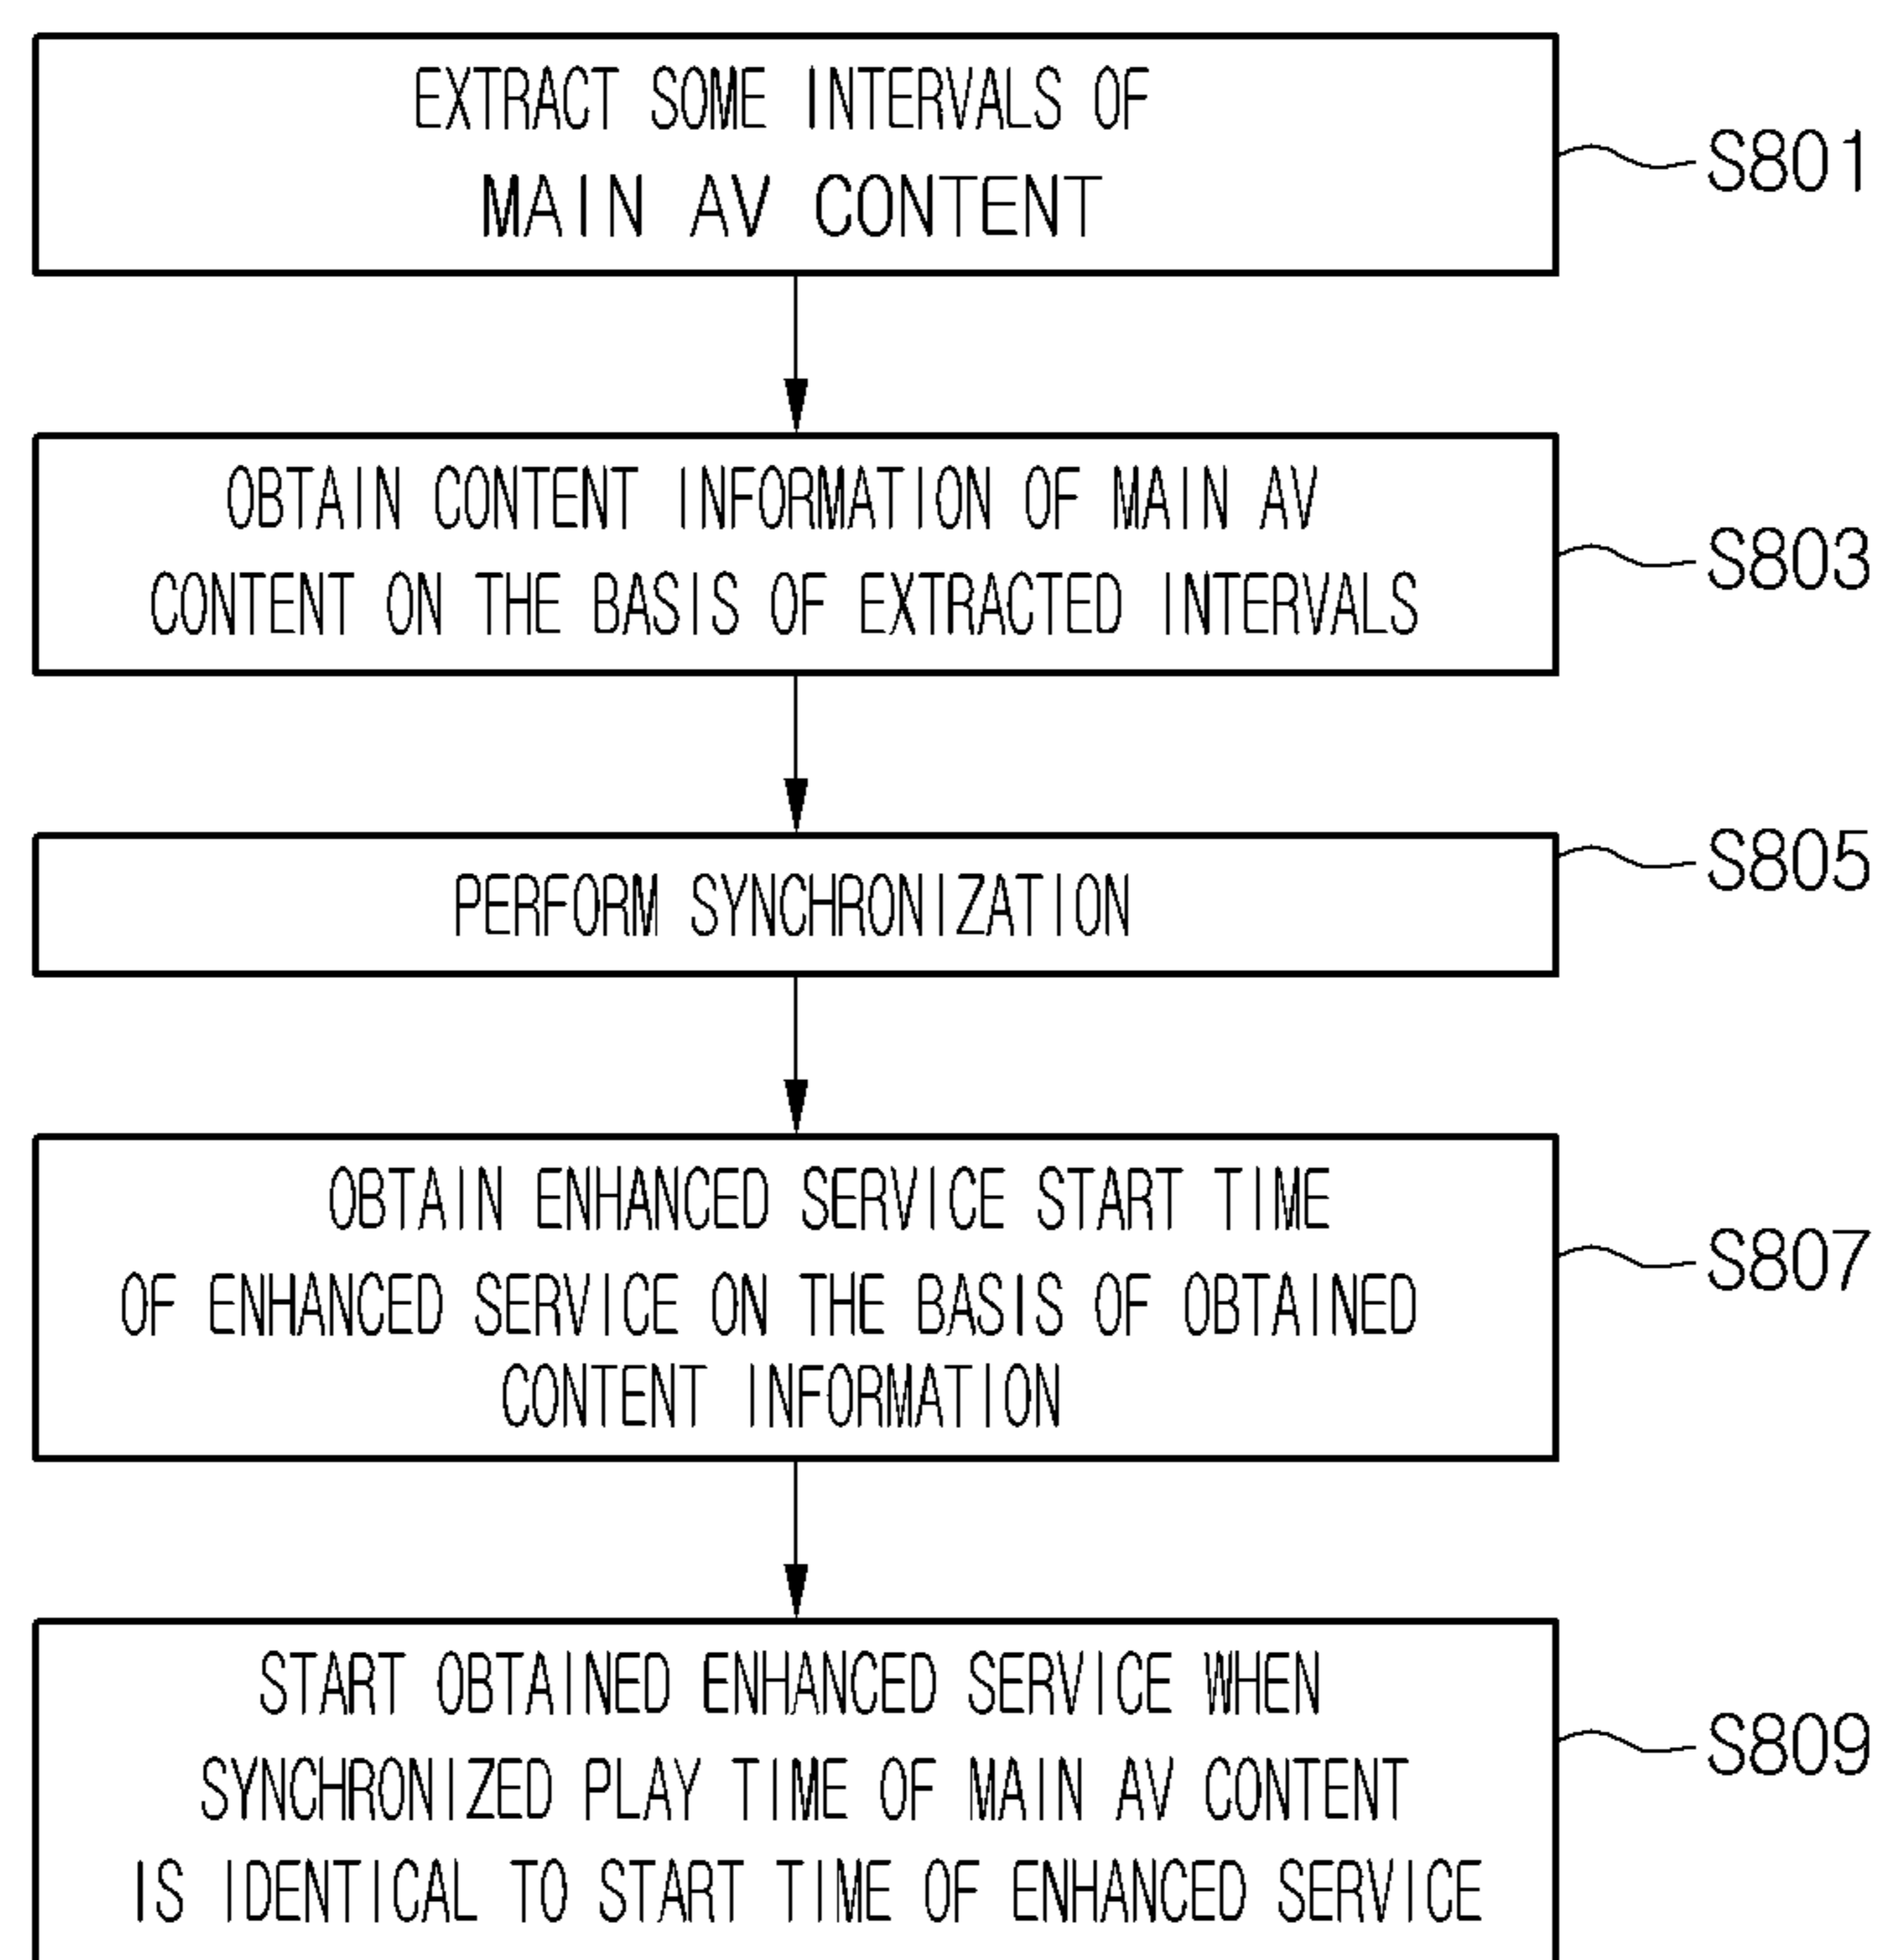 EXTRACT SOME INTERVALS OF
MAIN AV CONTENT
S801
OBTAIN CONTENT INFORMATION OF MAIN AV
CONTENT ON THE BASIS OF EXTRACTED INTERVALS
S803
PERFORM SYNCHRONIZATION
S805
OBTAIN ENHANCED SERVICE START TIME
OF ENHANCED SERVICE ON THE BASIS OF OBTAINED
CONTENT INFORMATION
S807
START OBTAINED ENHANCED SERVICE WHEN
SYNCHRONIZED PLAY TIME OF MAIN AV CONTENT
IS IDENTICAL TO START TIME OF ENHANCED SERVICE
S809